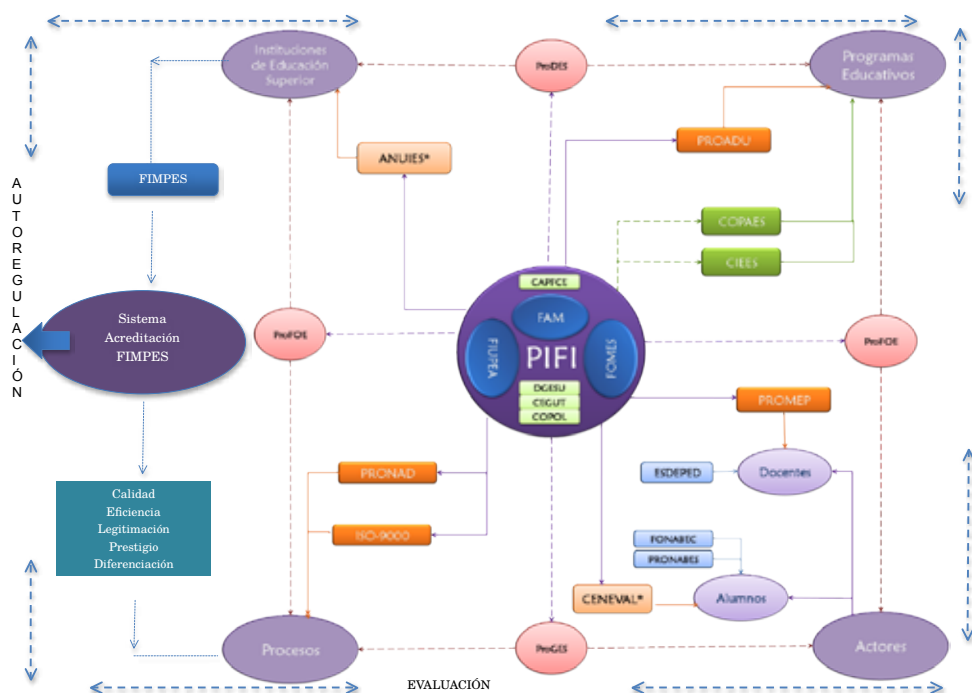 Instituciones
de Educación
Superior
ProDES
Programas
Educativos
PROADU
ANUIES*
FIMPES
AUTOREGULACIÓN
COPAES
CIEES
CAPFCE
FAM
FIUPEA
PIFI
FOMES
DGESU
CEGUT
COPOL
Sistema
Acreditación
FIMPES
ProFOE
ProFOE
PROMEP
Docentes
ESDEPED
PRONAD
ISO-9000
Calidad
Eficiencia
Legitimación
Prestigio
Diferenciación
FONABEC
PRONABES
CENEVAL*
Alumnos
Procesos
ProGES
Actores
EVALUACIÓN